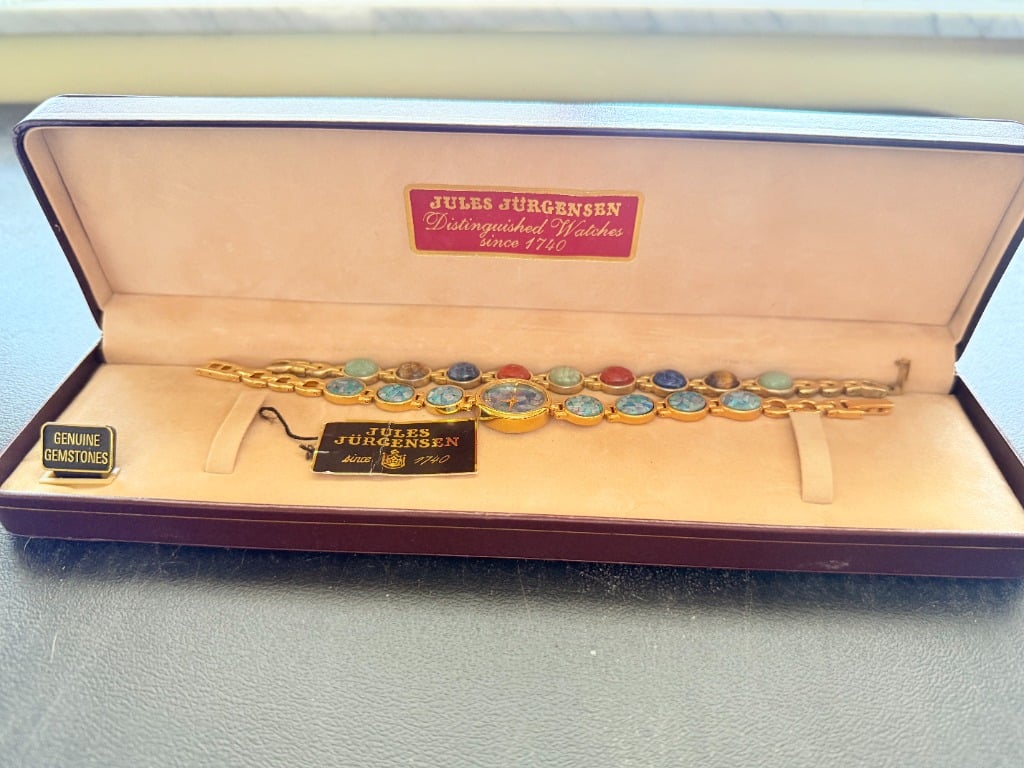 JULES JÜRGENSEN
Distinguished Watches
since 1740
GENUINE
GEMSTONES
JULES
JÜRGENSEN
since 1740